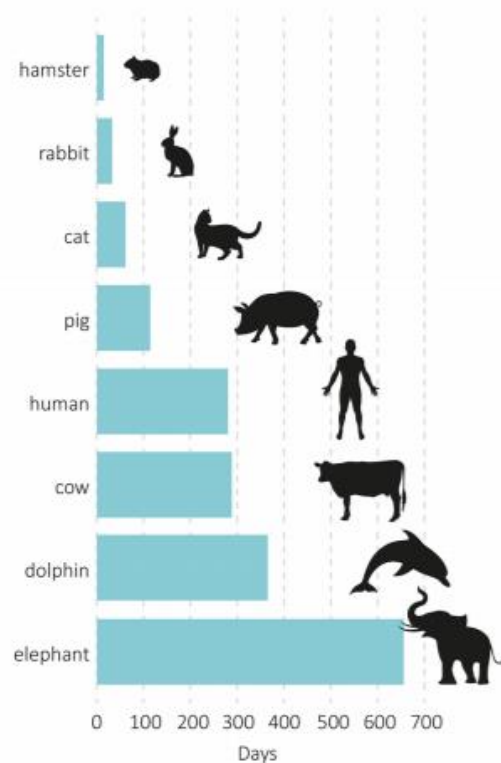 hamster
rabbit
cat
pig
human
cow
dolphin
elephant
0 100 200 300 400 500 600 700
Days